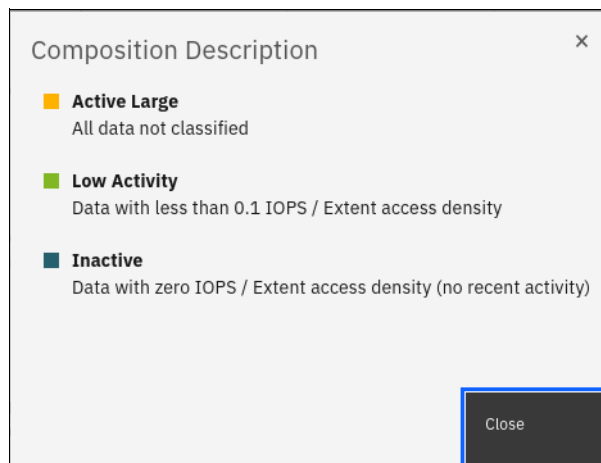 Composition Description
×
Active Large
All data not classified
Low Activity
Data with less than 0.1 IOPS / Extent access density
Inactive
Data with zero IOPS / Extent access density (no recent activity)
Close